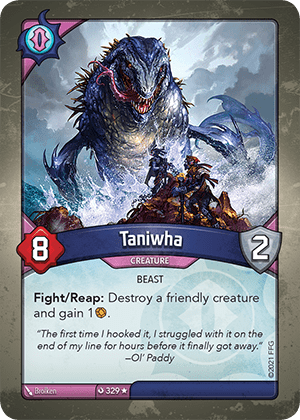 Taniwha
8
CREATURE
2
BEAST
Fight/Reap: Destroy a friendly creature
and gain 1.
“The first time I hooked it, I struggled with it on the
end of my line for hours before it finally got away.”
–Ol’ Paddy
Broiken
329
©2021 FFG